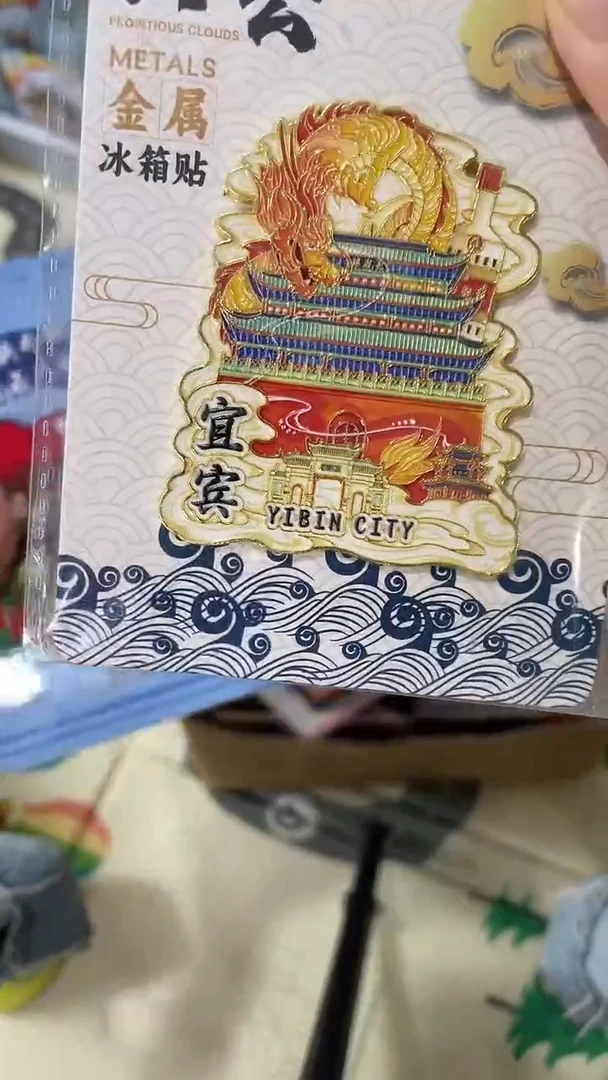 PROPITIOUS CLOUDS
METALS
金属
冰箱贴
宜
宾
YIBIN CITY